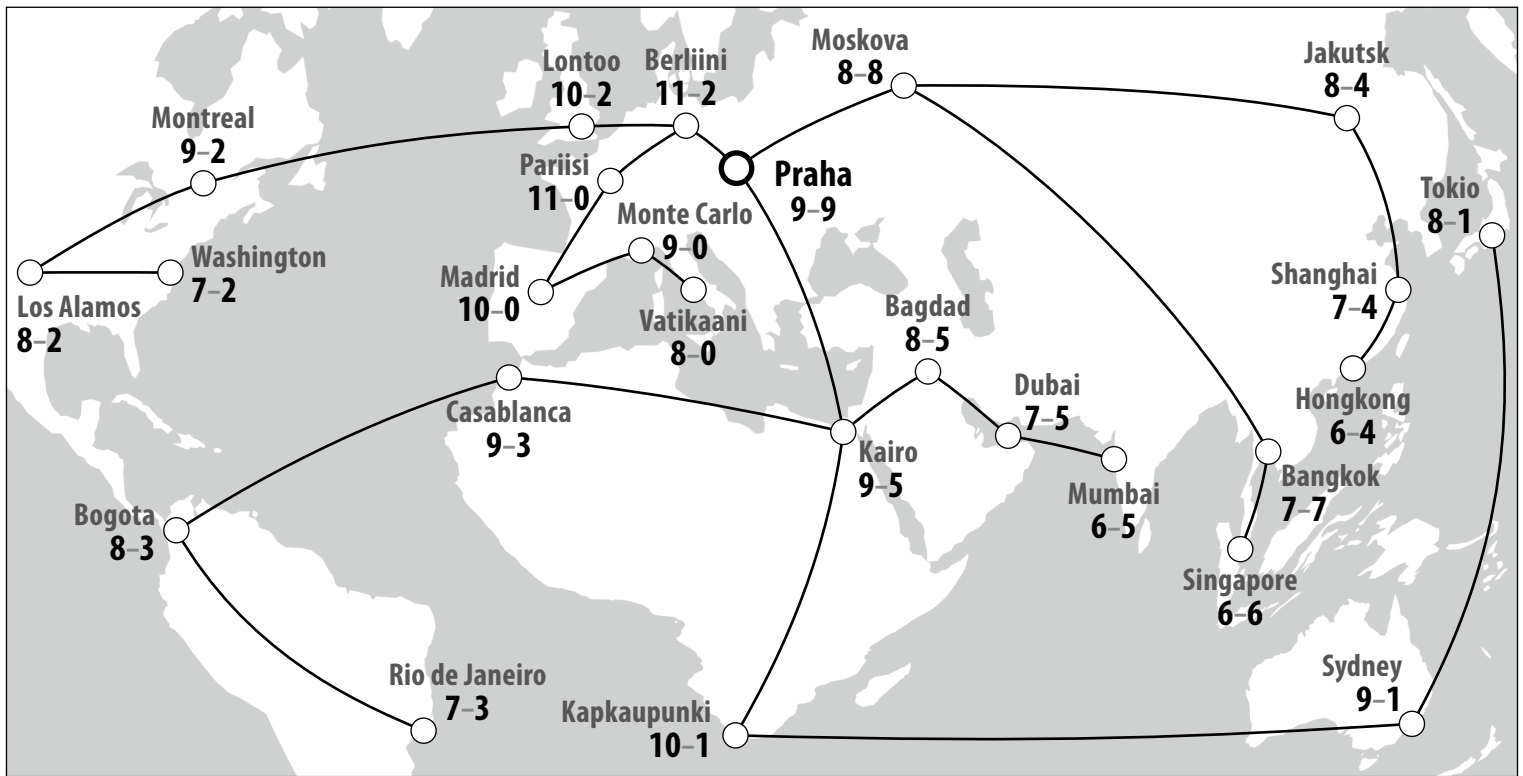 Moskova
8–8
Jakutsk
8–4
Lontoo
10–2
Berliini
11–2
Montreal
9–2
Pariisi
11–0
Praha
9–9
Tokio
8–1
Monte Carlo
9–0
Washington
7–2
Madrid
10–0
Shanghai
7–4
Los Alamos
8–2
Vatikaani
8–0
Bagdad
8–5
Dubai
7–5
Casablanca
9–3
Hongkong
6–4
Kairo
9–5
Mumbai
6–5
Bangkok
7–7
Bogota
8–3
Singapore
6–6
Rio de Janeiro
7–3
Sydney
9–1
Kapkaupunki
10–1